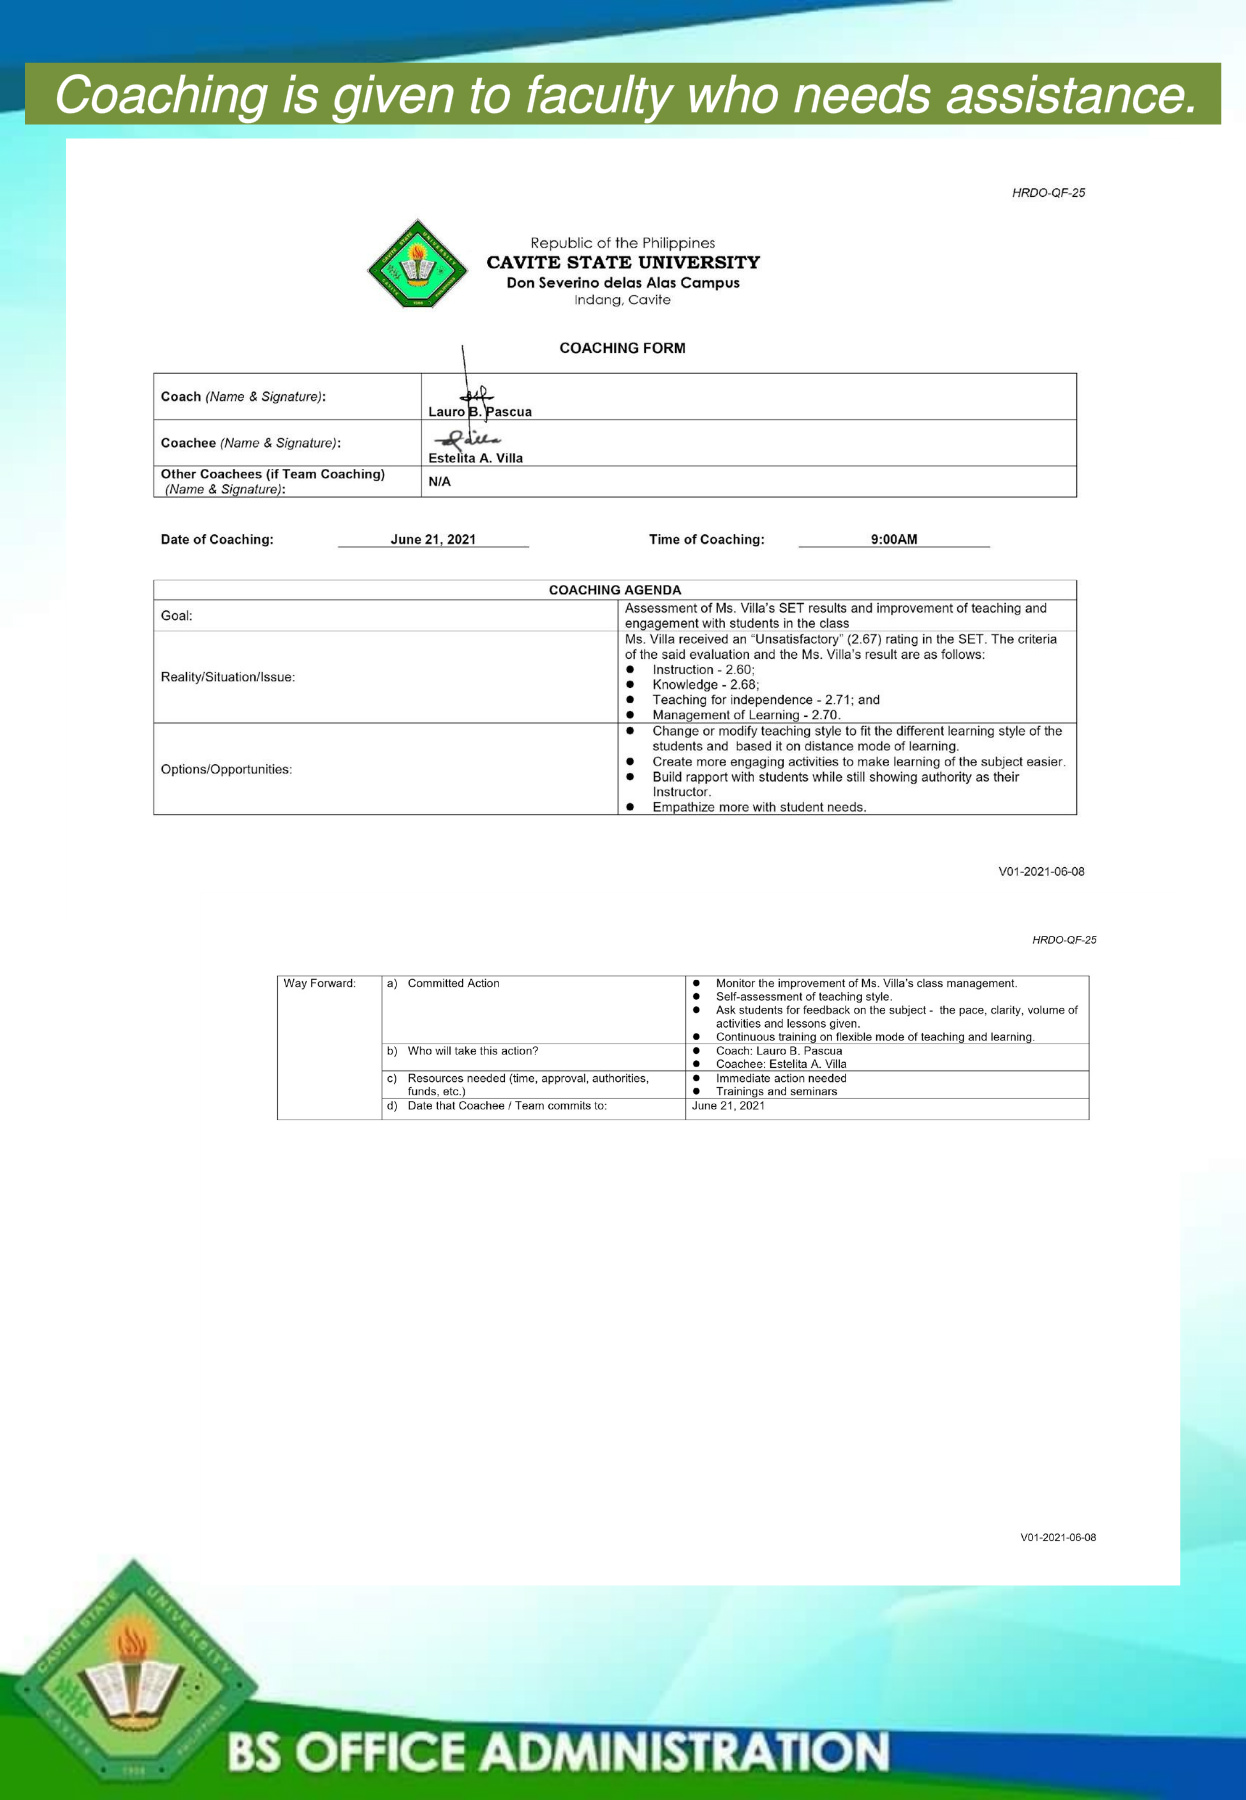 Coaching is given to faculty who needs assistance.
HRDO-QF-25
Republic of the Philippines
CAVITE STATE UNIVERSITY
Don Severino delas Alas Campus
Indang, Cavite
COACHING FORM
Coach (Name & Signature):
Lauro B. Pascua
Coachee (Name & Signature):
Estelita A. Villa
Other Coachees (if Team Coaching)
(Name & Signature):
N/A
Date of Coaching: June 21, 2021 Time of Coaching: 9:00AM
COACHING AGENDA
Goal:
Assessment of Ms. Villa's SET results and improvement of teaching and
engagement with students in the class
Reality/Situation/Issue:
Ms. Villa received an "Unsatisfactory" (2.67) rating in the SET. The criteria
of the said evaluation and the Ms. Villa's result are as follows:
● Instruction - 2.60;
● Knowledge - 2.68;
● Teaching for independence - 2.71; and
● Management of Learning - 2.70.
Options/Opportunities:
● Change or modify teaching style to fit the different learning style of the
students and based it on distance mode of learning.
● Create more engaging activities to make learning of the subject easier.
● Build rapport with students while still showing authority as their
Instructor.
● Empathize more with student needs.
V01-2021-06-08
HRDO-QF-25
Way Forward:
a) Committed Action
● Monitor the improvement of Ms. Villa's class management.
● Self-assessment of teaching style.
● Ask students for feedback on the subject - the pace, clarity, volume of
activities and lessons given.
● Continuous training on flexible mode of teaching and learning.
b) Who will take this action?
● Coach: Lauro B. Pascua
● Coachee: Estelita A. Villa
c) Resources needed (time, approval, authorities,
funds, etc.)
● Immediate action needed
● Trainings and seminars
d) Date that Coachee / Team commits to:
June 21, 2021
V01-2021-06-08
CAVITE STATE UNIVERSITY
CAVITE
PHILIPPINES
BS OFFICE ADMINISTRATION